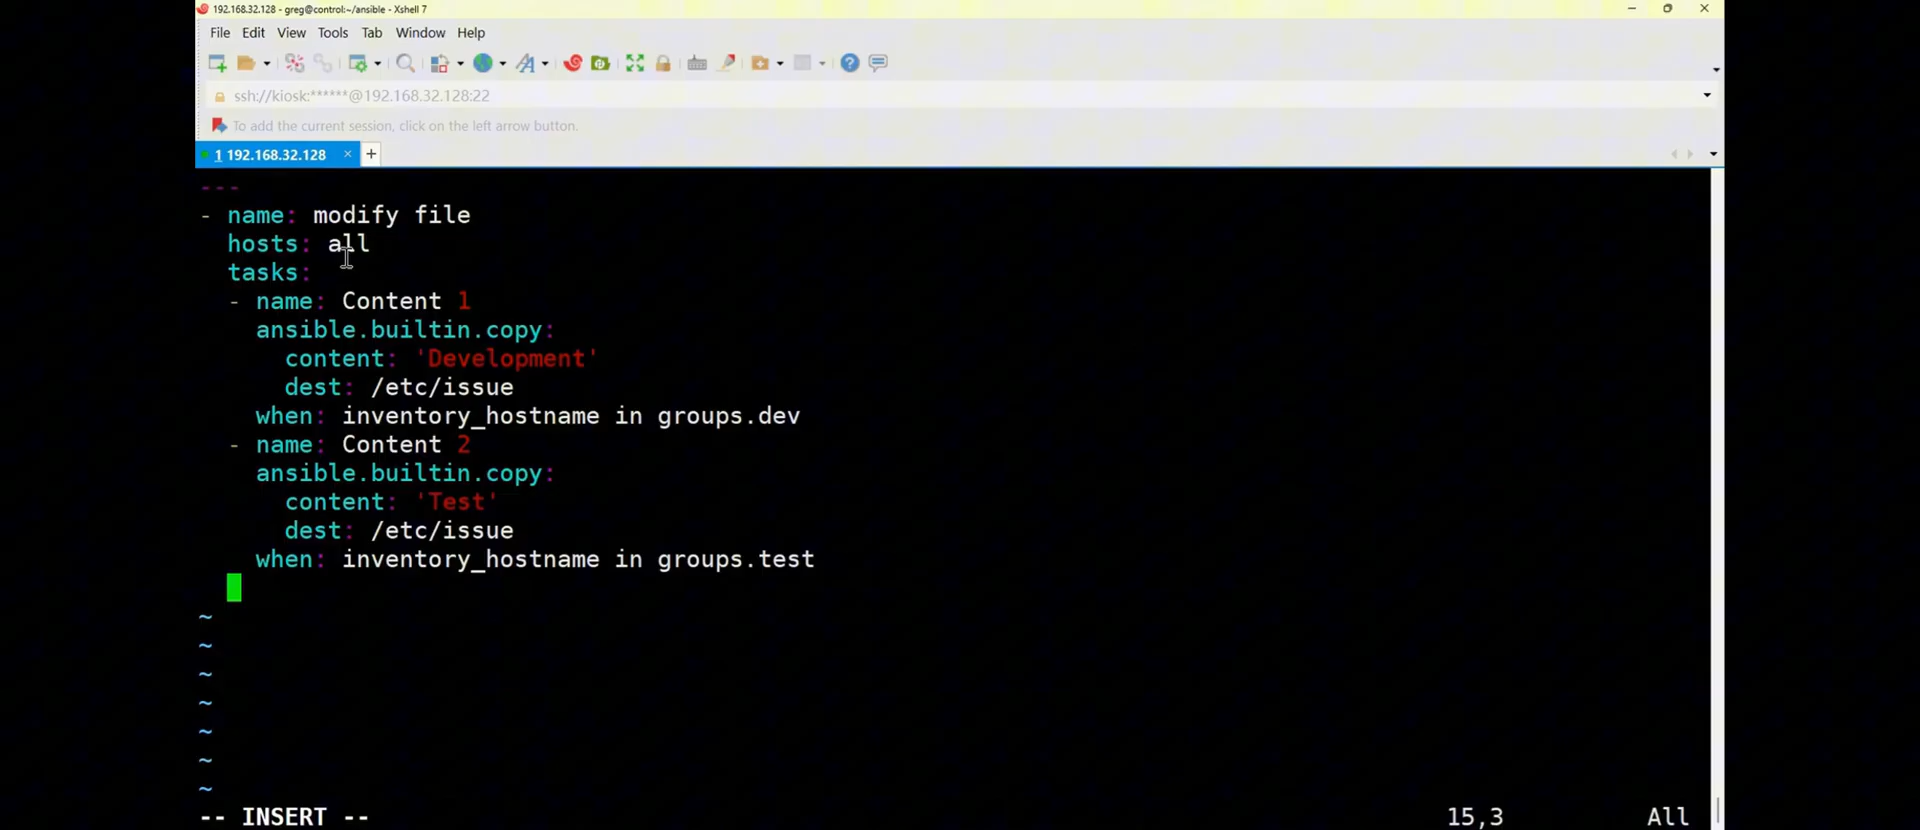 192.168.32.128 - greg@control:~/ansible - Xshell 7
File Edit View Tools Tab Window Help
ssh://kiosk:******@192.168.32.128:22
To add the current session, click on the left arrow button.
1 192.168.32.128 × +
---
- name: modify file
  hosts: all
  tasks:
  - name: Content 1
    ansible.builtin.copy:
      content: 'Development'
      dest: /etc/issue
    when: inventory_hostname in groups.dev
  - name: Content 2
    ansible.builtin.copy:
      content: 'Test'
      dest: /etc/issue
    when: inventory_hostname in groups.test
~
~
~
~
~
~
~
-- INSERT -- 15,3 All